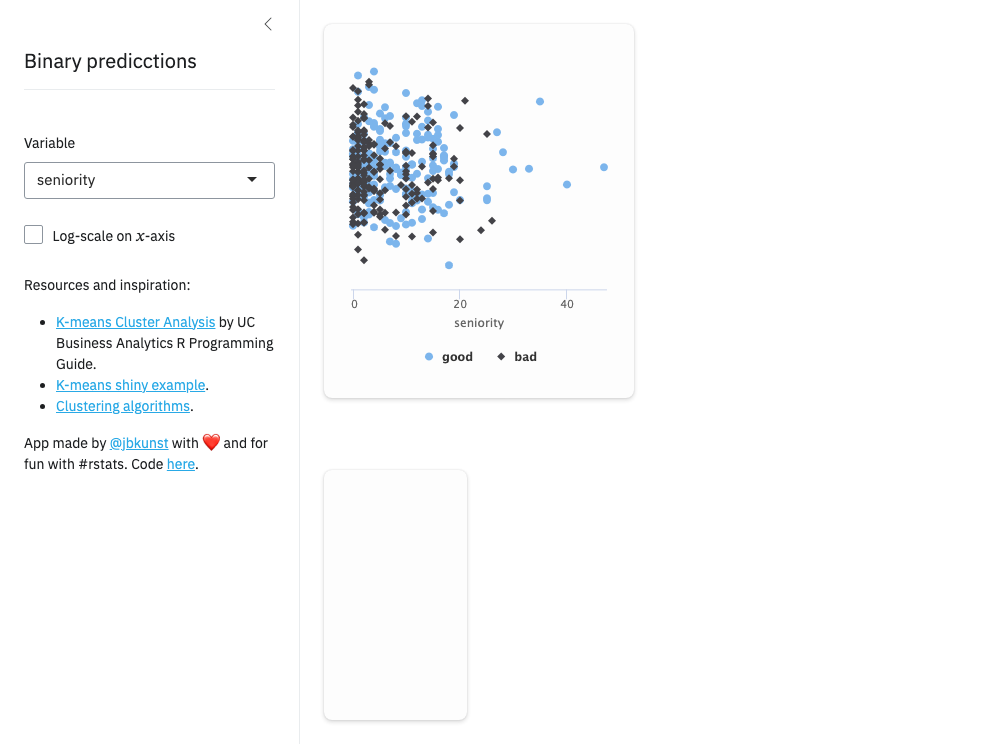 Binary predicctions
Variable
seniority
Log-scale on x-axis
Resources and inspiration:
K-means Cluster Analysis by UC
Business Analytics R Programming
Guide.
K-means shiny example.
Clustering algorithms.
App made by @jbkunst with ❤️ and for
fun with #rstats. Code here.
0 20 40
seniority
good bad